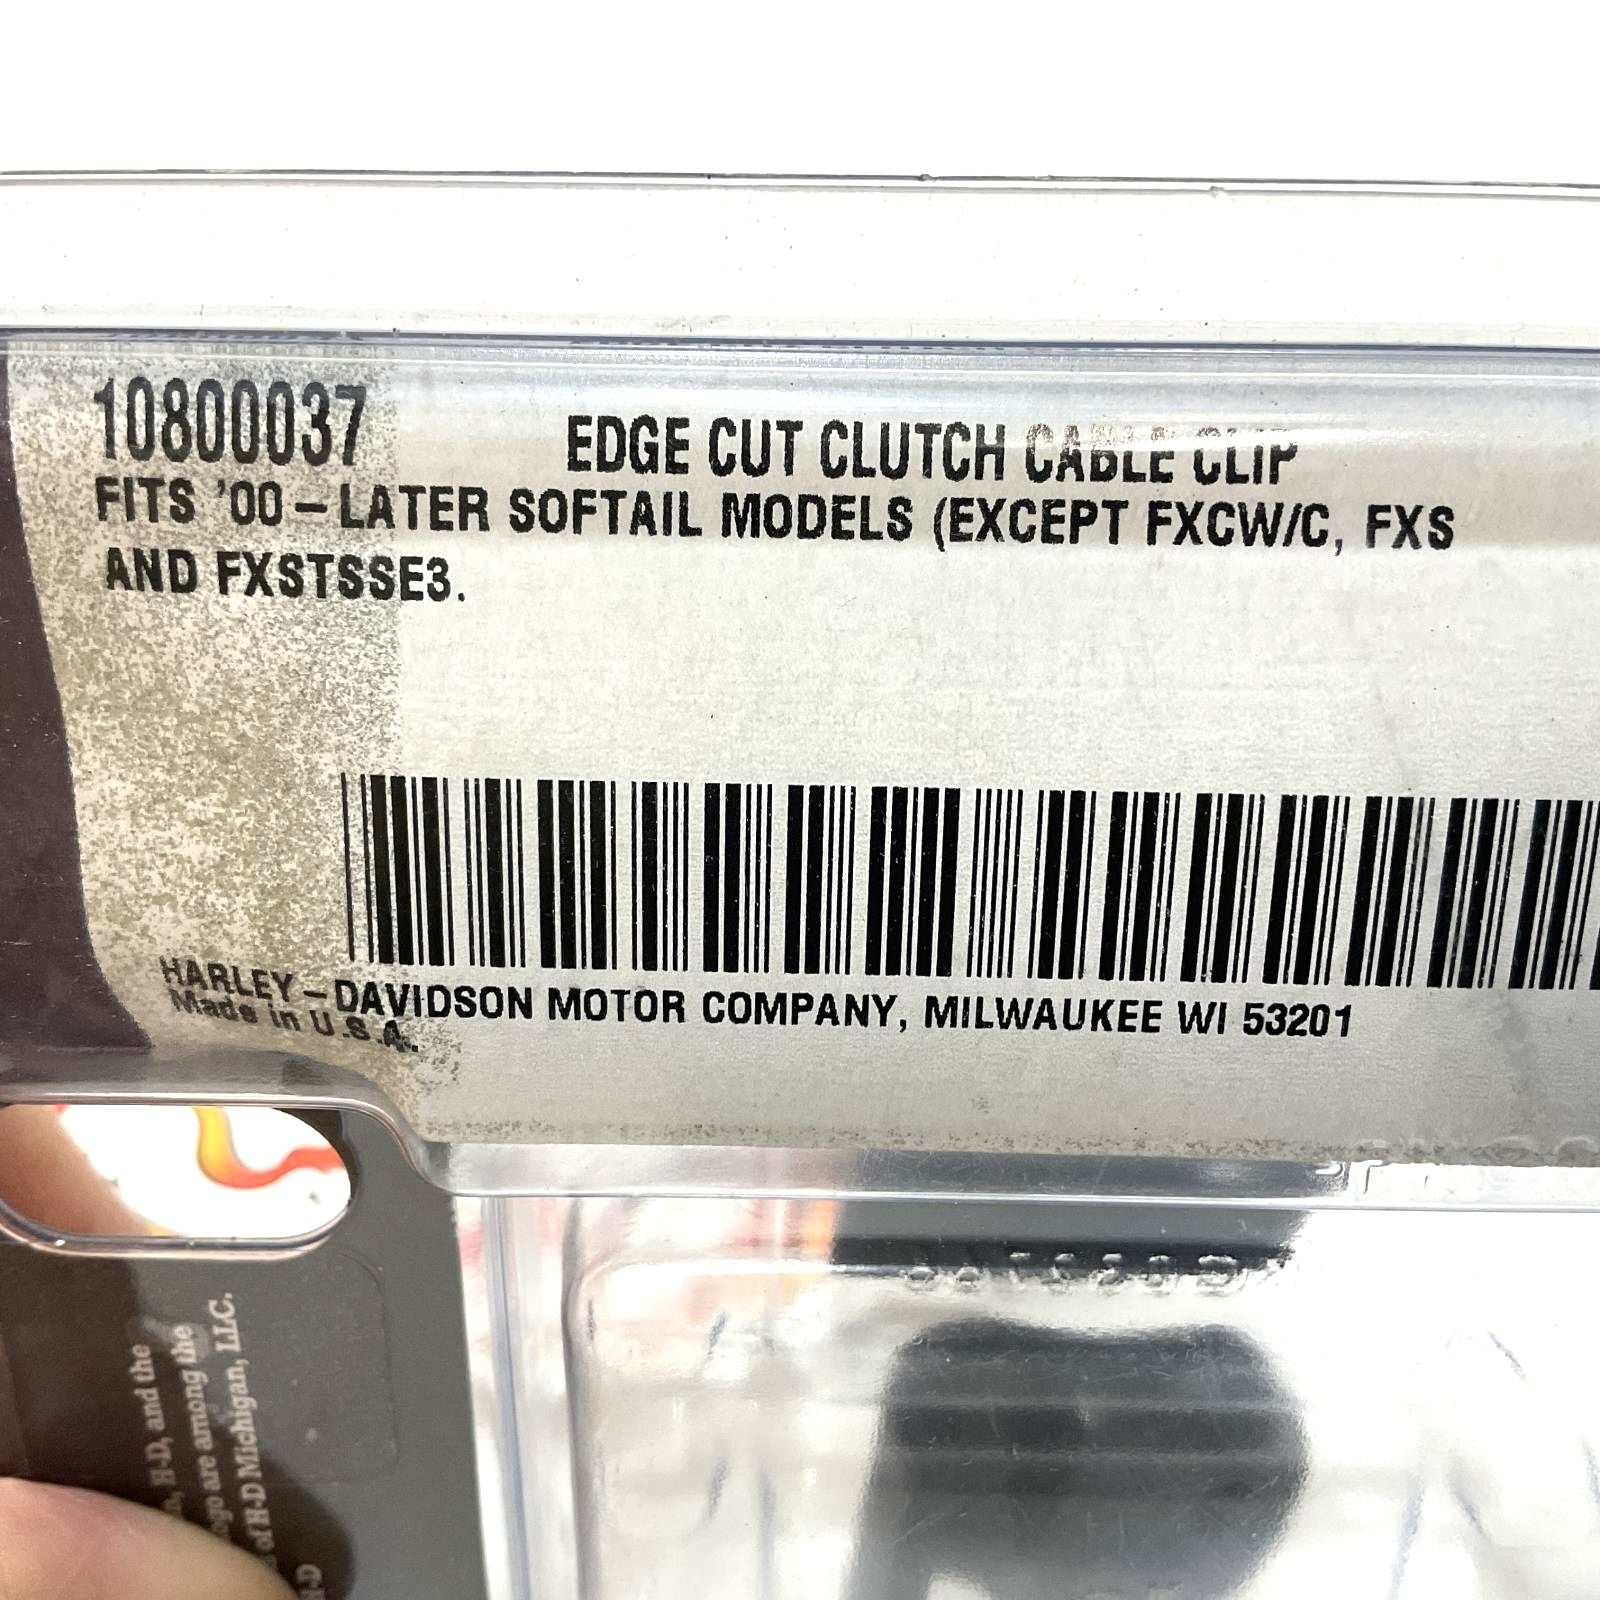 10800037
EDGE CUT CLUTCH CABLE CLIP
FITS '00-LATER SOFTAIL MODELS (EXCEPT FXCW/C, FXS
AND FXSTSSE3.
HARLEY-DAVIDSON MOTOR COMPANY, MILWAUKEE WI 53201
Made in U.S.A.
H-D, and the
are among the
of H-D Michigan, LLC.